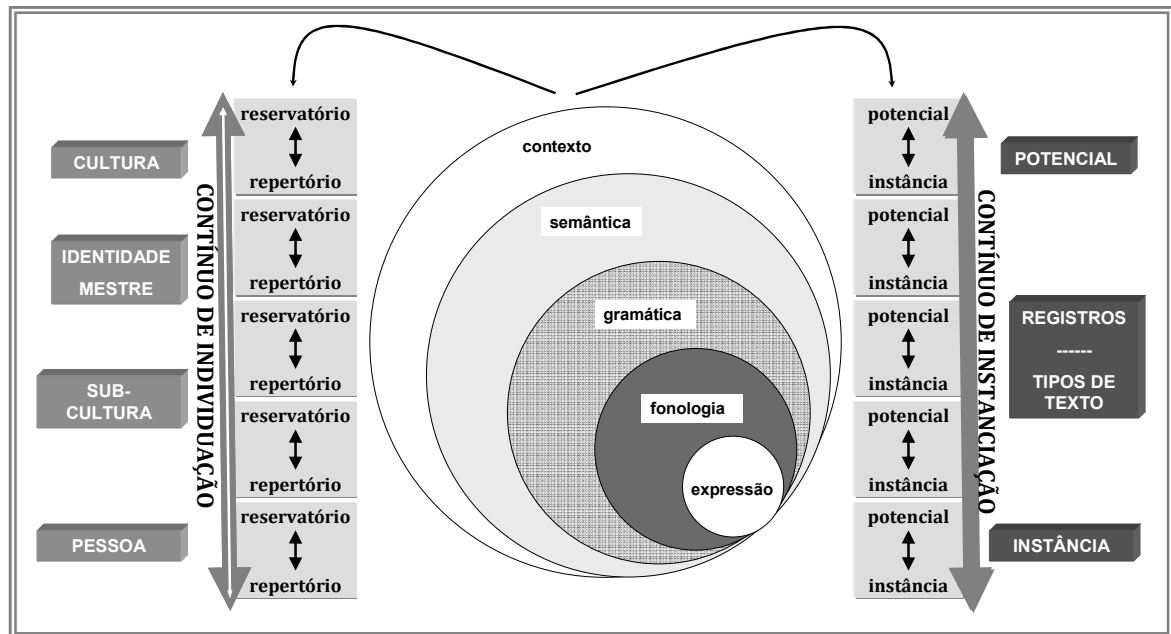 CULTURA
IDENTIDADE
MESTRE
SUB-
CULTURA
PESSOA
CONTÍNUO DE INDIVIDUAÇÃO
reservatório
repertório
reservatório
repertório
reservatório
repertório
reservatório
repertório
reservatório
repertório
contexto
semântica
gramática
fonologia
expressão
potencial
instância
potencial
instância
potencial
instância
potencial
instância
potencial
instância
CONTÍNUO DE INSTANCIAÇÃO
POTENCIAL
REGISTROS
------
TIPOS DE
TEXTO
INSTÂNCIA